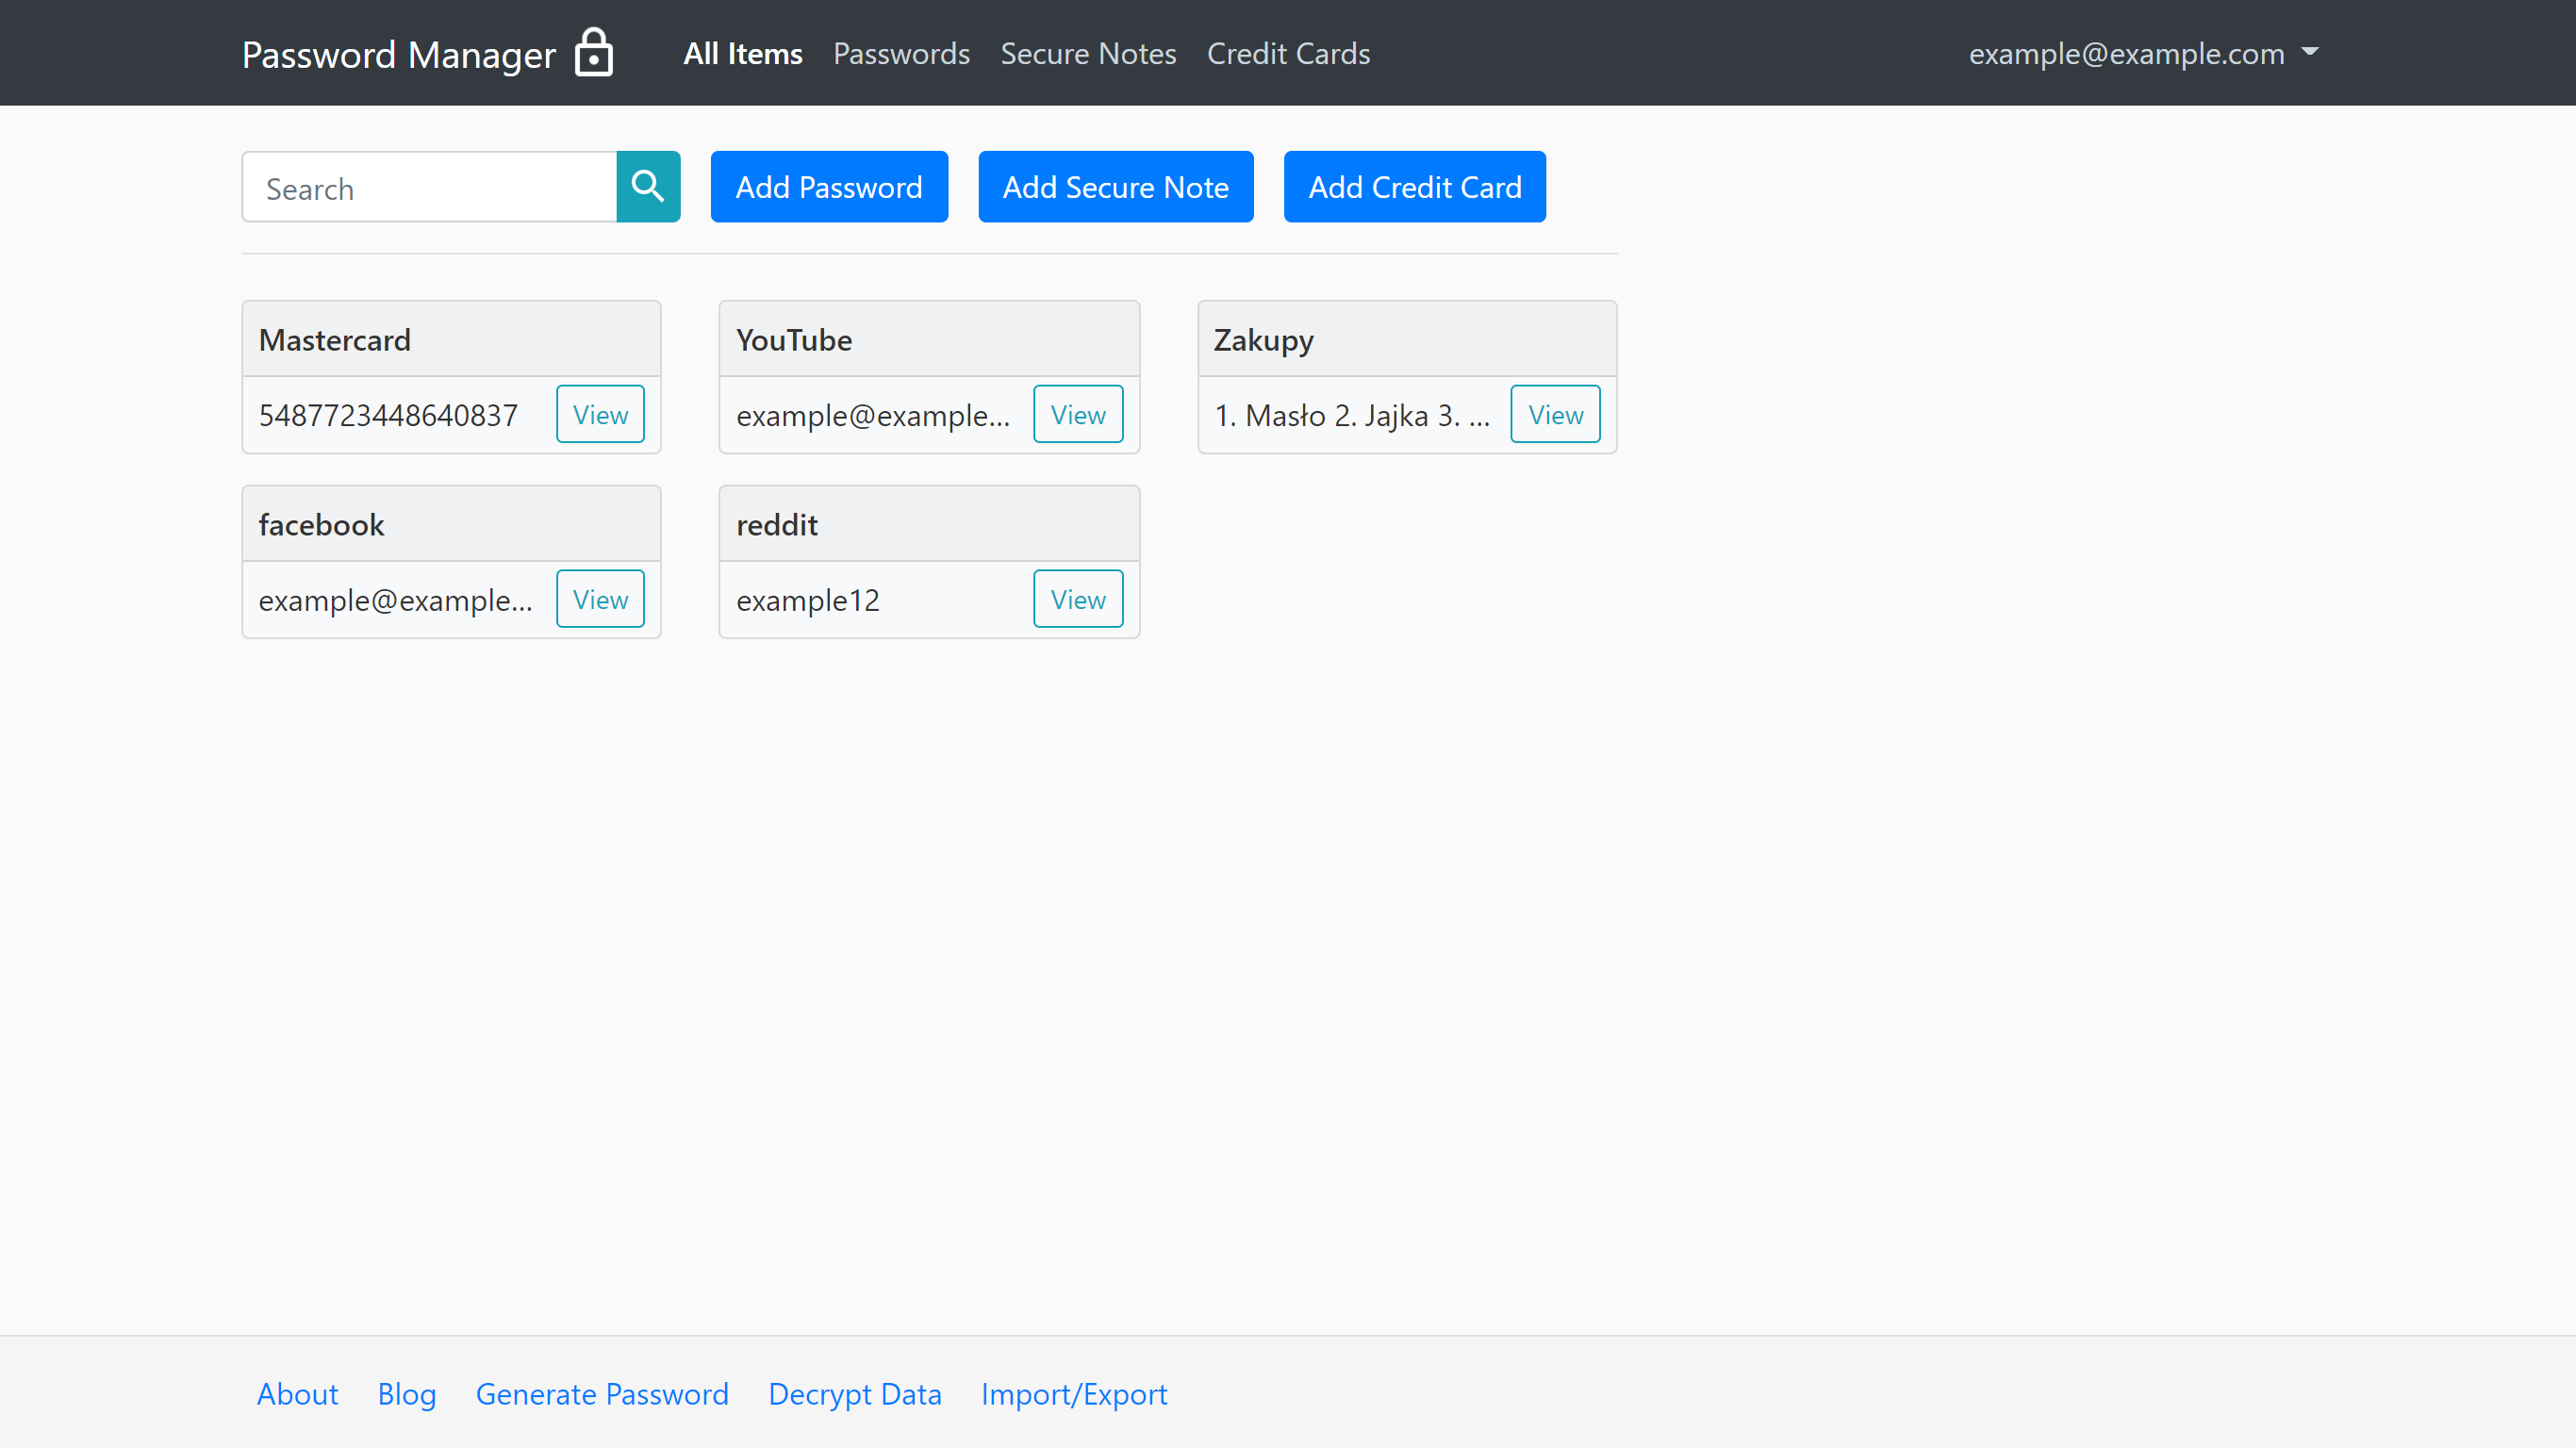 Password Manager All Items Passwords Secure Notes Credit Cards example@example.com
Search Add Password Add Secure Note Add Credit Card
Mastercard
5487723448640837 View
YouTube
example@example... View
Zakupy
1. Masło 2. Jajka 3. ... View
facebook
example@example... View
reddit
example12 View
About Blog Generate Password Decrypt Data Import/Export